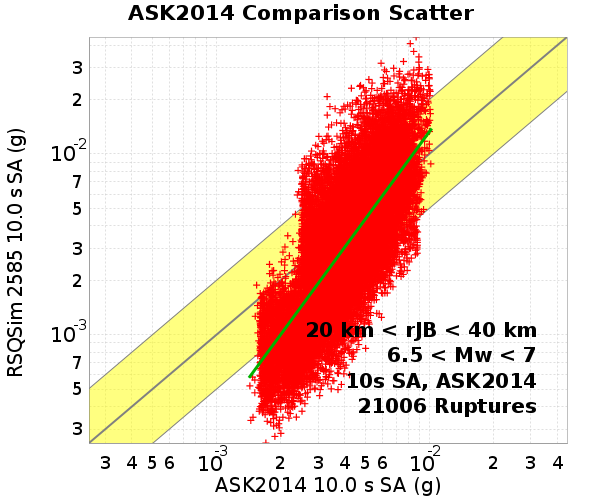 ASK2014 Comparison Scatter
RSQSim 2585 10.0 s SA (g)
3
2
10-2
7
5
3
2
10-3
7
5
3
20 km < rJB < 40 km
6.5 < Mw < 7
10s SA, ASK2014
21006 Ruptures
3 4 5 6 10-3 2 3 4 5 6 10-2 2 3 4
ASK2014 10.0 s SA (g)